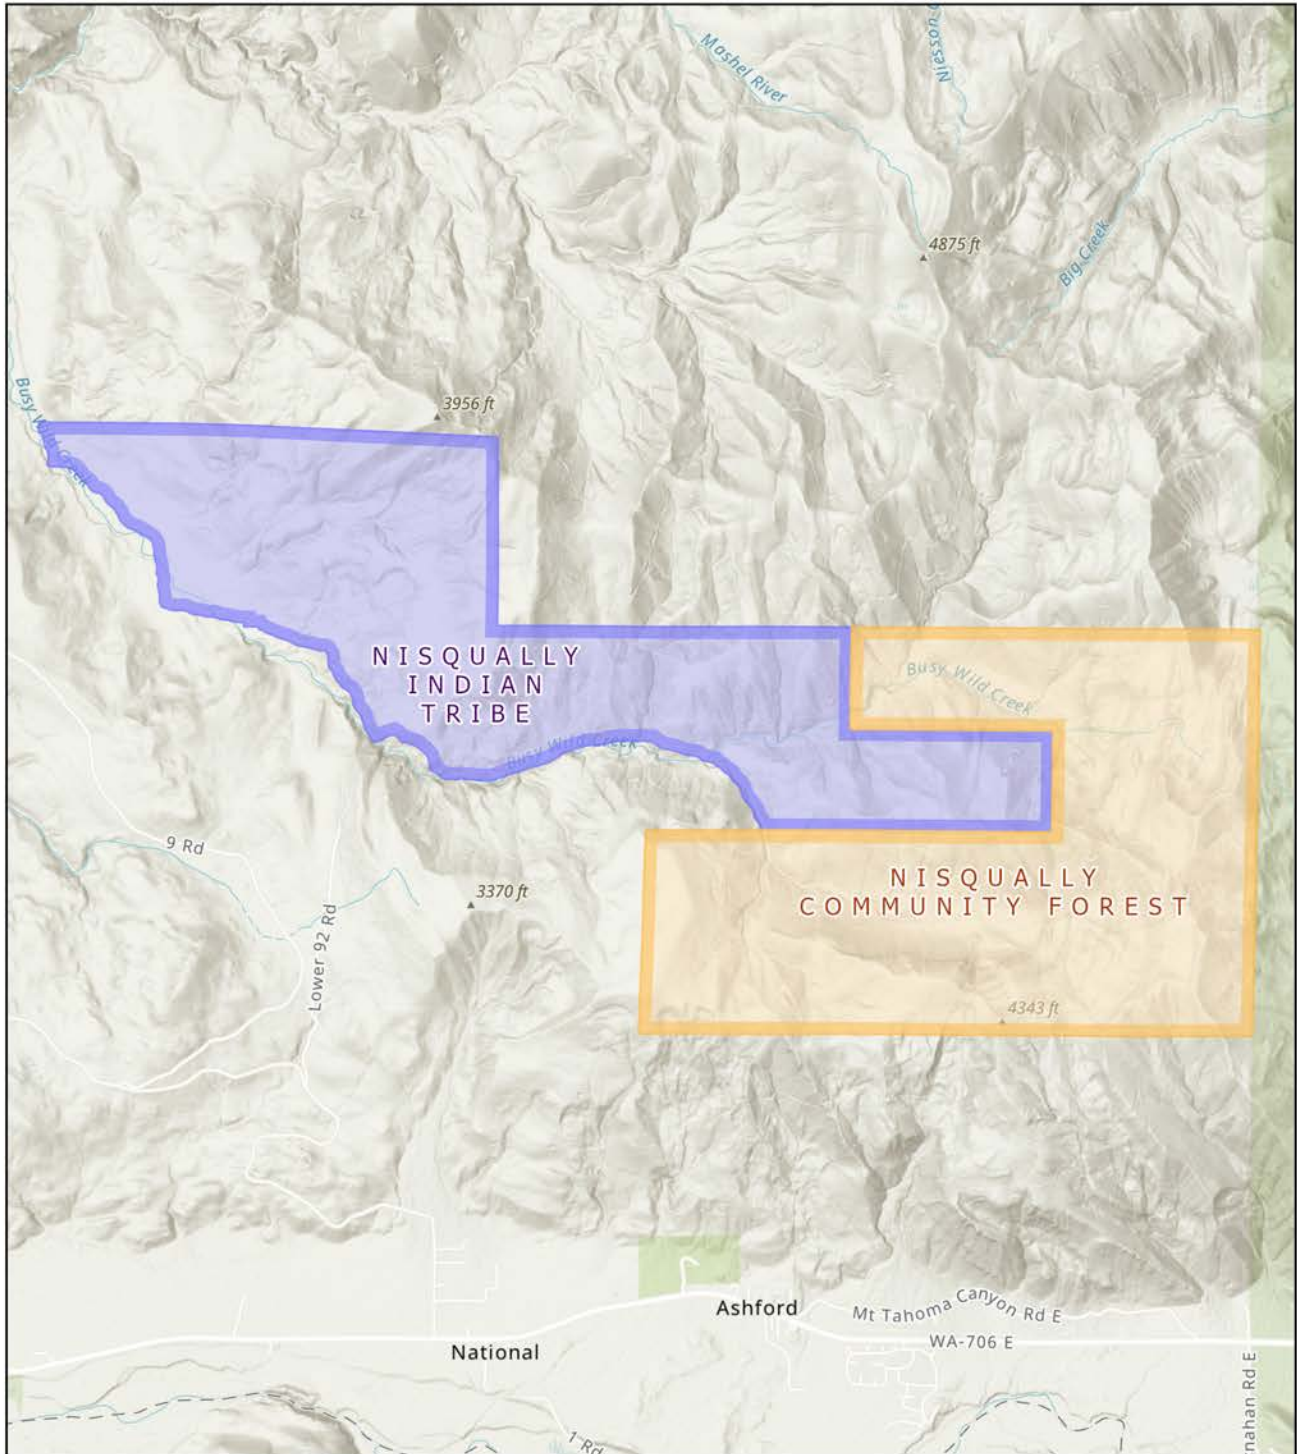 Mashel River
Niesson
4875 ft
Big Creek
3956 ft
Busy Wild Creek
NISQUALLY
INDIAN
TRIBE
Busy Wild Creek
Busy Wild Creek
9 Rd
3370 ft
Lower 92 Rd
NISQUALLY
COMMUNITY FOREST
4343 ft
Ashford
Mt Tahoma Canyon Rd E
WA-706 E
National
nahan Rd E
1 Rd